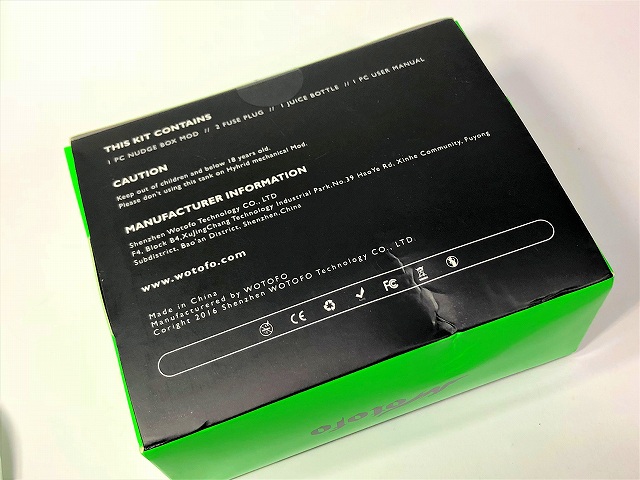 THIS KIT CONTAINS
1 PC NUDGE BOX MOD // 2 FUSE PLUG // 1 JUICE BOTTLE // 1 PC USER MANUAL
CAUTION
Keep out of children and below 18 years old.
Please don't using this tank on Hybrid mechanical Mod.
MANUFACTURER INFORMATION
Shenzhen Wotofo Technology CO., LTD
F4, Block B4,XuJingChang Technology Industrial Park.No.39 HaoYe Rd, Xinhe Community, Fuyong
Subdistrict, Bao'an District, Shenzhen,China
www.wotofo.com
Made in China
Manufacturered by WOTOFO
Coright 2016 Shenzhen WOTOFO Technology CO., LTD.
CE FC
Wotofo